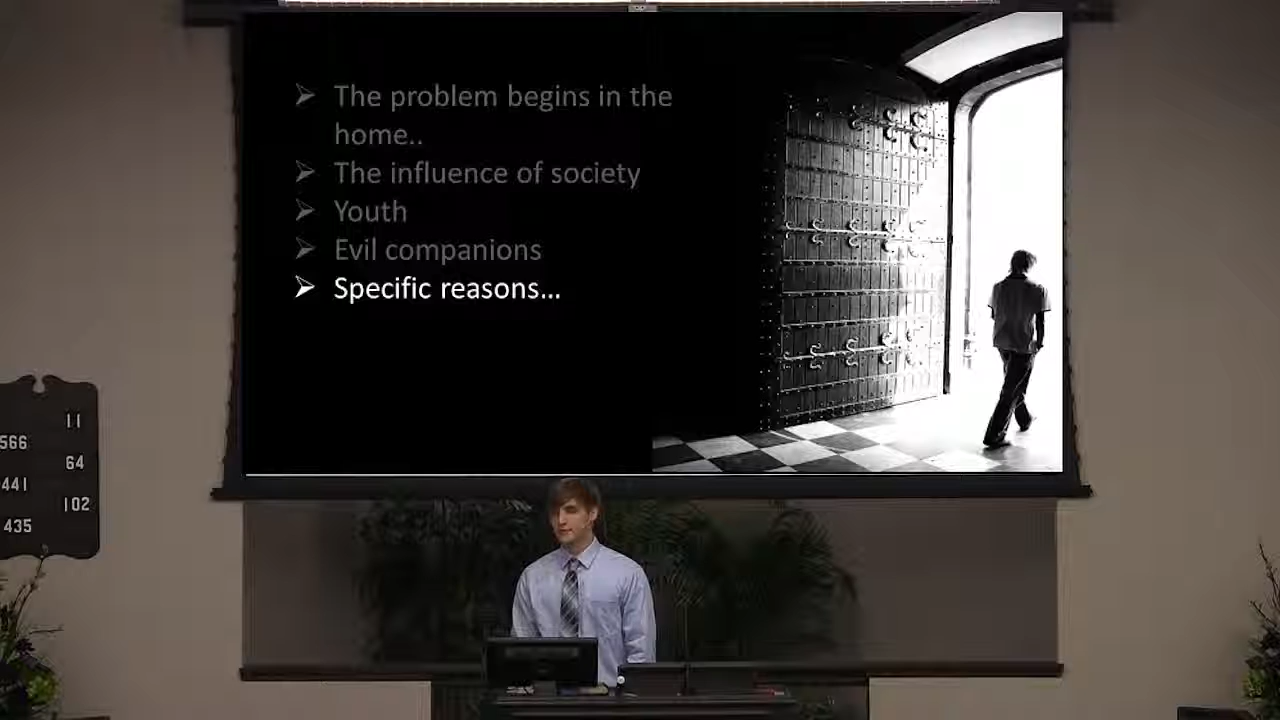 The problem begins in the
home..
The influence of society
Youth
Evil companions
Specific reasons...
11
566
64
441
102
435